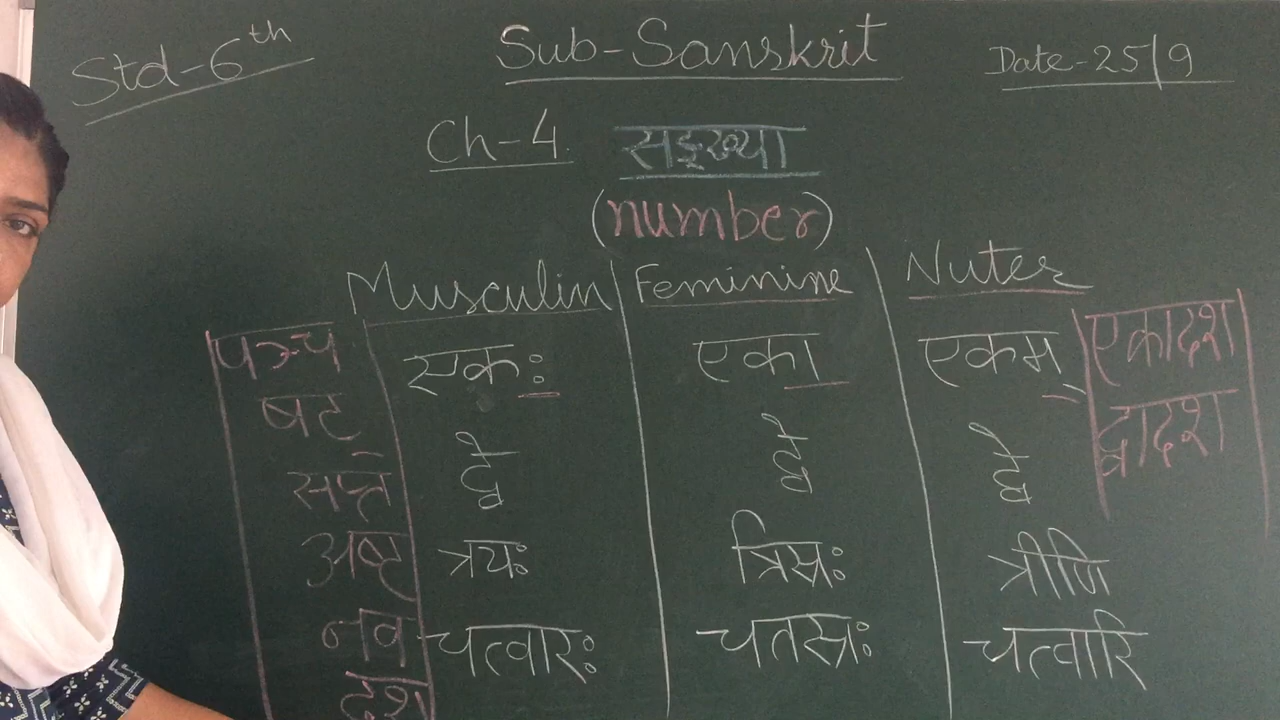 Std-6th
Sub-Sanskrit
Date-25/9
Ch-4 सङ्ख्या
(number)
Musculin Feminine Nuter
पञ्च एकः एका एकम् एकादश
षट् द्वे द्वे द्वे द्वादश
सप्त त्रयः त्रिस्रः त्रीणि
अष्ट चत्वारः चतस्रः चत्वारि
नव
दश